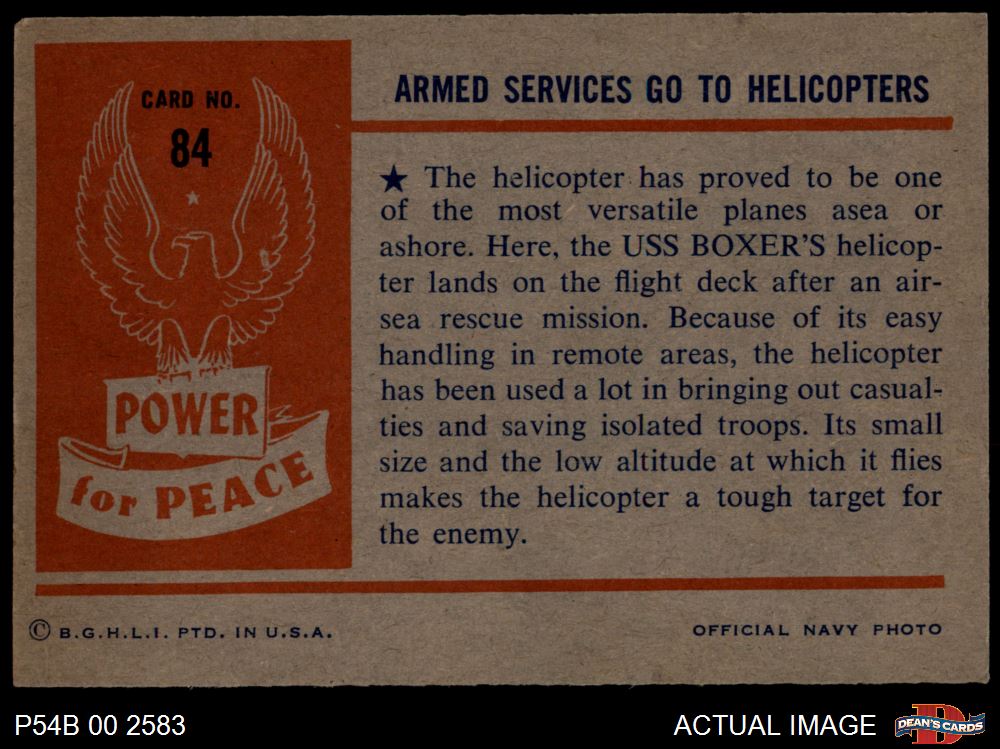 CARD NO.
84
POWER
for PEACE
ARMED SERVICES GO TO HELICOPTERS
★ The helicopter has proved to be one
of the most versatile planes asea or
ashore. Here, the USS BOXER'S helicop-
ter lands on the flight deck after an air-
sea rescue mission. Because of its easy
handling in remote areas, the helicopter
has been used a lot in bringing out casual-
ties and saving isolated troops. Its small
size and the low altitude at which it flies
makes the helicopter a tough target for
the enemy.
© B.G.H.L.I. PTD. IN U.S.A.
OFFICIAL NAVY PHOTO
P54B 00 2583
ACTUAL IMAGE
DEAN'S CARDS